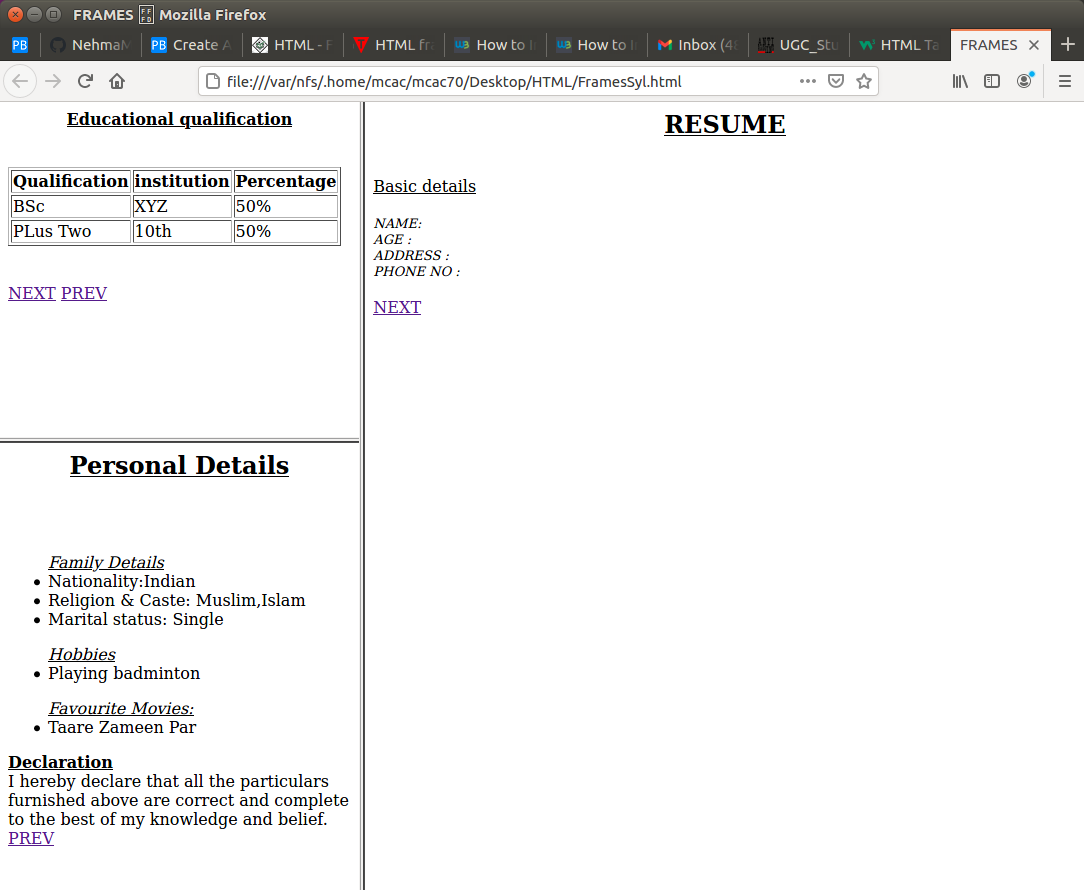 FRAMES Mozilla Firefox
PB NehmaM PB Create A HTML - F HTML fra How to I How to I Inbox (48 UGC_Stu HTML Ta FRAMES
file:///var/nfs/.home/mcac/mcac70/Desktop/HTML/FramesSyl.html
Educational qualification
Qualification institution Percentage
BSc XYZ 50%
PLus Two 10th 50%
NEXT PREV
Personal Details
Family Details
Nationality:Indian
Religion & Caste: Muslim,Islam
Marital status: Single
Hobbies
Playing badminton
Favourite Movies:
Taare Zameen Par
Declaration
I hereby declare that all the particulars
furnished above are correct and complete
to the best of my knowledge and belief.
PREV
RESUME
Basic details
NAME:
AGE :
ADDRESS :
PHONE NO :
NEXT